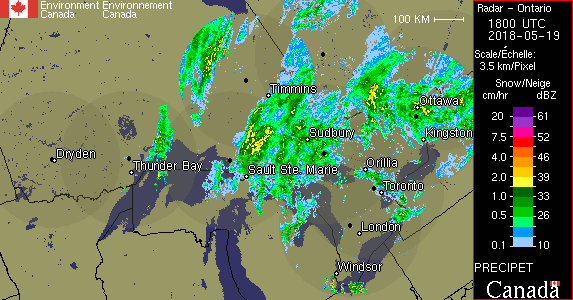 Environment Environnement
Canada Canada
100 KM
Timmins
Ottawa
Sudbury
Kingston
Dryden
Thunder Bay
Sault Ste. Marie
Orillia
Toronto
London
Windsor
Radar - Ontario
1800 UTC
2018-05-19
Scale/Échelle:
3.5 km/Pixel
Snow/Neige
cm/hr dBZ
20 61
7.5 52
4.0 46
2.0 39
1.0 33
0.5 26
0.1 10
PRECIPET
Canada